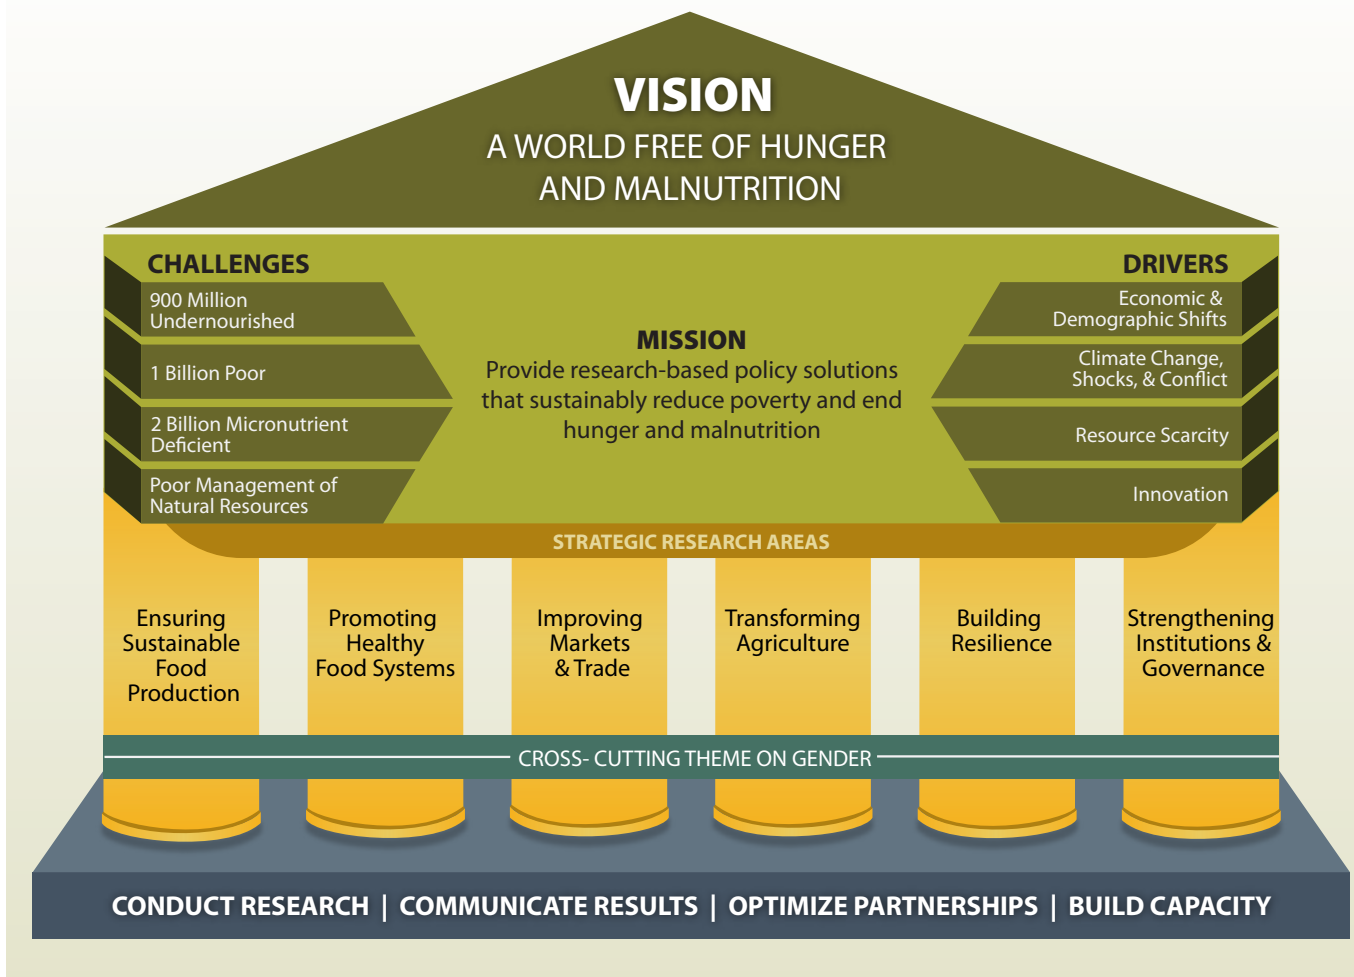 VISION
A WORLD FREE OF HUNGER
AND MALNUTRITION
CHALLENGES
900 Million
Undernourished
1 Billion Poor
2 Billion Micronutrient
Deficient
Poor Management of
Natural Resources
MISSION
Provide research-based policy solutions
that sustainably reduce poverty and end
hunger and malnutrition
DRIVERS
Economic &
Demographic Shifts
Climate Change,
Shocks, & Conflict
Resource Scarcity
Innovation
STRATEGIC RESEARCH AREAS
Ensuring
Sustainable
Food
Production
Promoting
Healthy
Food Systems
Improving
Markets
& Trade
Transforming
Agriculture
Building
Resilience
Strengthening
Institutions &
Governance
CROSS- CUTTING THEME ON GENDER
CONDUCT RESEARCH | COMMUNICATE RESULTS | OPTIMIZE PARTNERSHIPS | BUILD CAPACITY